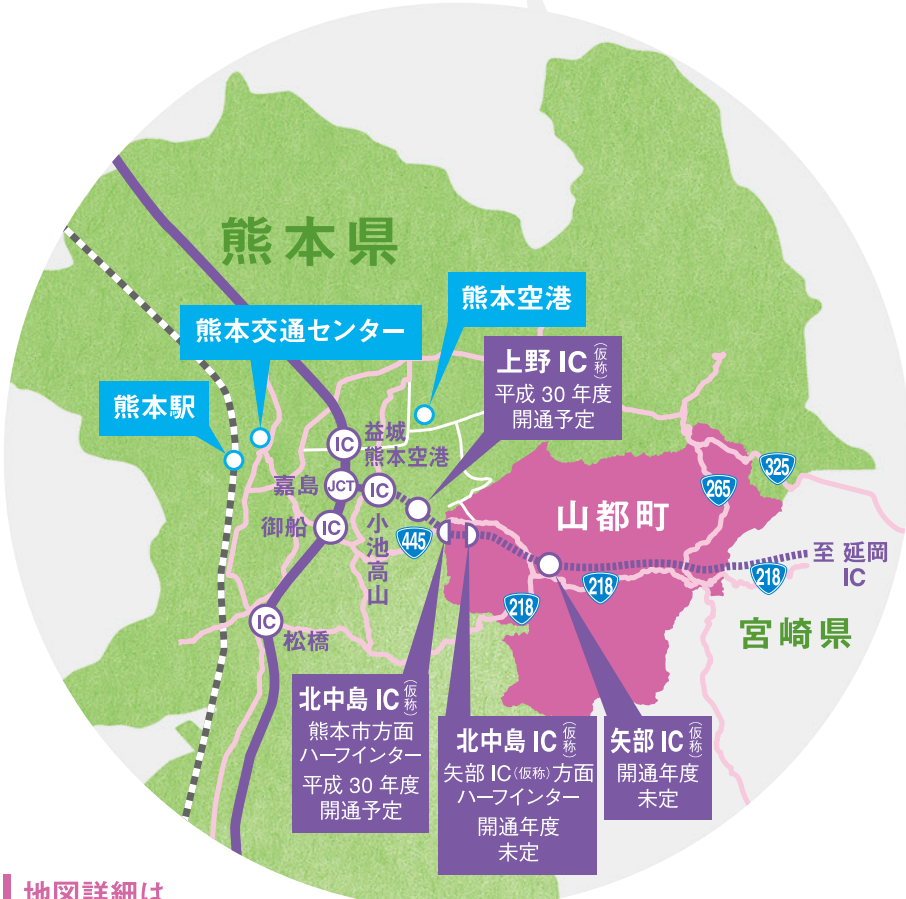 熊本県
熊本空港
熊本交通センター
上野 IC (仮称)
平成 30 年度
開通予定
熊本駅
IC
益城
熊本空港
嘉島
JCT
IC
御船
IC
小池高山
445
山都町
265
325
至 延岡
IC
218
218
218
宮崎県
IC
松橋
北中島 IC (仮称)
熊本市方面
ハーフインター
平成 30 年度
開通予定
北中島 IC (仮称)
矢部 IC (仮称) 方面
ハーフインター
開通年度
未定
矢部 IC (仮称)
開通年度
未定
地図詳細は